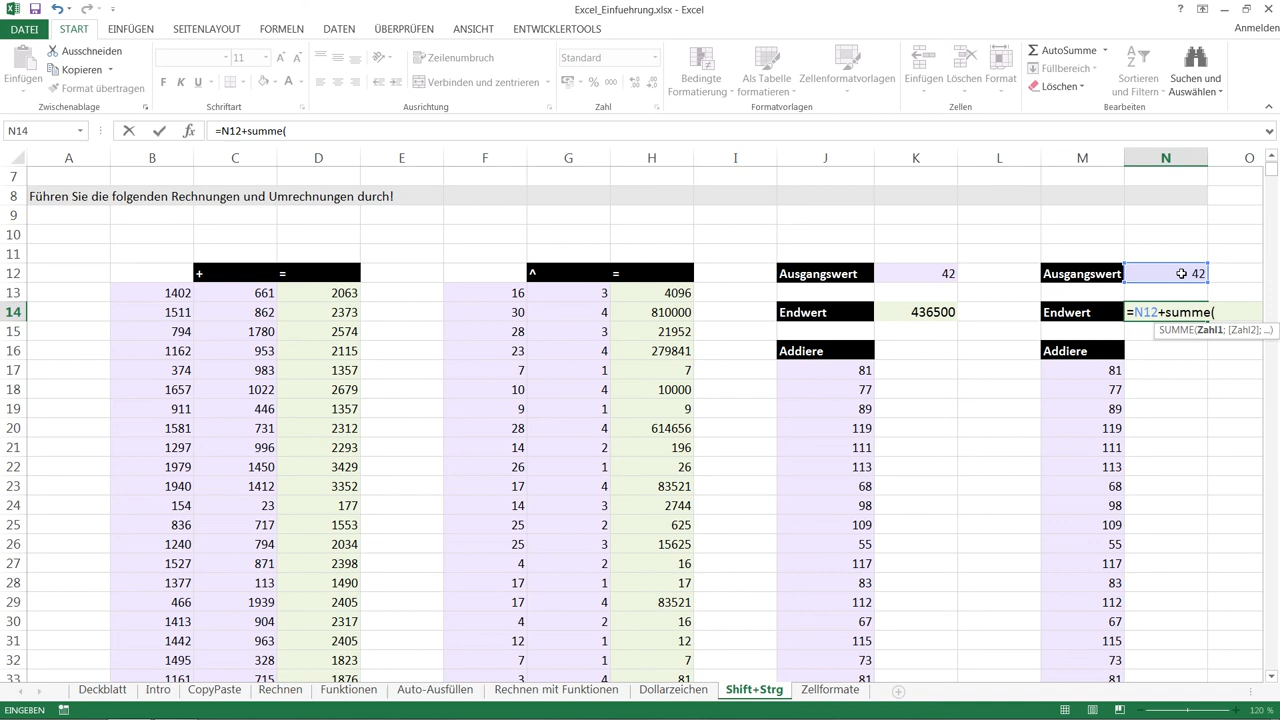 Excel_Einfuehrung.xlsx - Excel
DATEI START EINFÜGEN SEITENLAYOUT FORMELN DATEN ÜBERPRÜFEN ANSICHT ENTWICKLERTOOLS Anmelden
Einfügen Ausschneiden Kopieren Format übertragen Zwischenablage
11 F K U A A A Schriftart
Zeilenumbruch Verbinden und zentrieren Ausrichtung
Standard % 000 Zahl
Bedingte Formatierung Als Tabelle formatieren Zellenformatvorlagen Formatvorlagen
Einfügen Löschen Format Zellen
AutoSumme Füllbereich Löschen Sortieren und Filtern Suchen und Auswählen Bearbeiten
N14 fx =N12+summe(
A B C D E F G H I J K L M N O
7
8 Führen Sie die folgenden Rechnungen und Umrechnungen durch!
9
10
11
12 + = ^ = Ausgangswert 42 Ausgangswert 42
13 1402 661 2063 16 3 4096
14 1511 862 2373 30 4 810000 Endwert 436500 Endwert =N12+summe(
SUMME(Zahl1; [Zahl2]; ...)
15 794 1780 2574 28 3 21952
16 1162 953 2115 23 4 279841 Addiere Addiere
17 374 983 1357 7 1 7 81 81
18 1657 1022 2679 10 4 10000 77 77
19 911 446 1357 9 1 9 89 89
20 1581 731 2312 28 4 614656 119 119
21 1297 996 2293 14 2 196 111 111
22 1979 1450 3429 26 1 26 113 113
23 1940 1412 3352 17 4 83521 68 68
24 154 23 177 14 3 2744 98 98
25 836 717 1553 25 2 625 109 109
26 1240 794 2034 25 3 15625 55 55
27 1527 871 2398 4 2 16 117 117
28 1377 113 1490 17 1 17 83 83
29 466 1939 2405 17 4 83521 112 112
30 1413 904 2317 4 2 16 67 67
31 1442 963 2405 12 1 12 115 115
32 1495 328 1823 7 1 7 73 73
33 1161 715 1876 3 4 81 81 81
Deckblatt Intro CopyPaste Rechnen Funktionen Auto-Ausfüllen Rechnen mit Funktionen Dollarzeichen Shift+Strg Zellformate
EINGEBEN 120 %